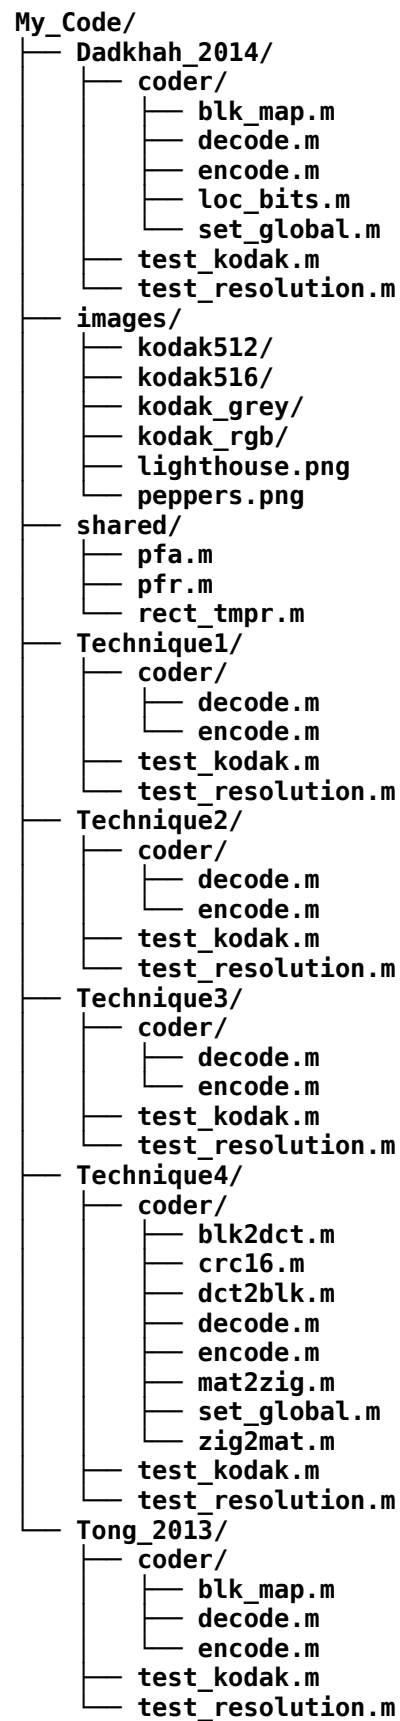 My_Code/
├── Dadkhah_2014/
│   ├── coder/
│   │   ├── blk_map.m
│   │   ├── decode.m
│   │   ├── encode.m
│   │   ├── loc_bits.m
│   │   └── set_global.m
│   ├── test_kodak.m
│   └── test_resolution.m
├── images/
│   ├── kodak512/
│   ├── kodak516/
│   ├── kodak_grey/
│   ├── kodak_rgb/
│   ├── lighthouse.png
│   └── peppers.png
├── shared/
│   ├── pfa.m
│   ├── pfr.m
│   └── rect_tmpr.m
├── Technique1/
│   ├── coder/
│   │   ├── decode.m
│   │   └── encode.m
│   ├── test_kodak.m
│   └── test_resolution.m
├── Technique2/
│   ├── coder/
│   │   ├── decode.m
│   │   └── encode.m
│   ├── test_kodak.m
│   └── test_resolution.m
├── Technique3/
│   ├── coder/
│   │   ├── decode.m
│   │   └── encode.m
│   ├── test_kodak.m
│   └── test_resolution.m
├── Technique4/
│   ├── coder/
│   │   ├── blk2dct.m
│   │   ├── crc16.m
│   │   ├── dct2blk.m
│   │   ├── decode.m
│   │   ├── encode.m
│   │   ├── mat2zig.m
│   │   ├── set_global.m
│   │   └── zig2mat.m
│   ├── test_kodak.m
│   └── test_resolution.m
└── Tong_2013/
    ├── coder/
    │   ├── blk_map.m
    │   ├── decode.m
    │   └── encode.m
    ├── test_kodak.m
    └── test_resolution.m